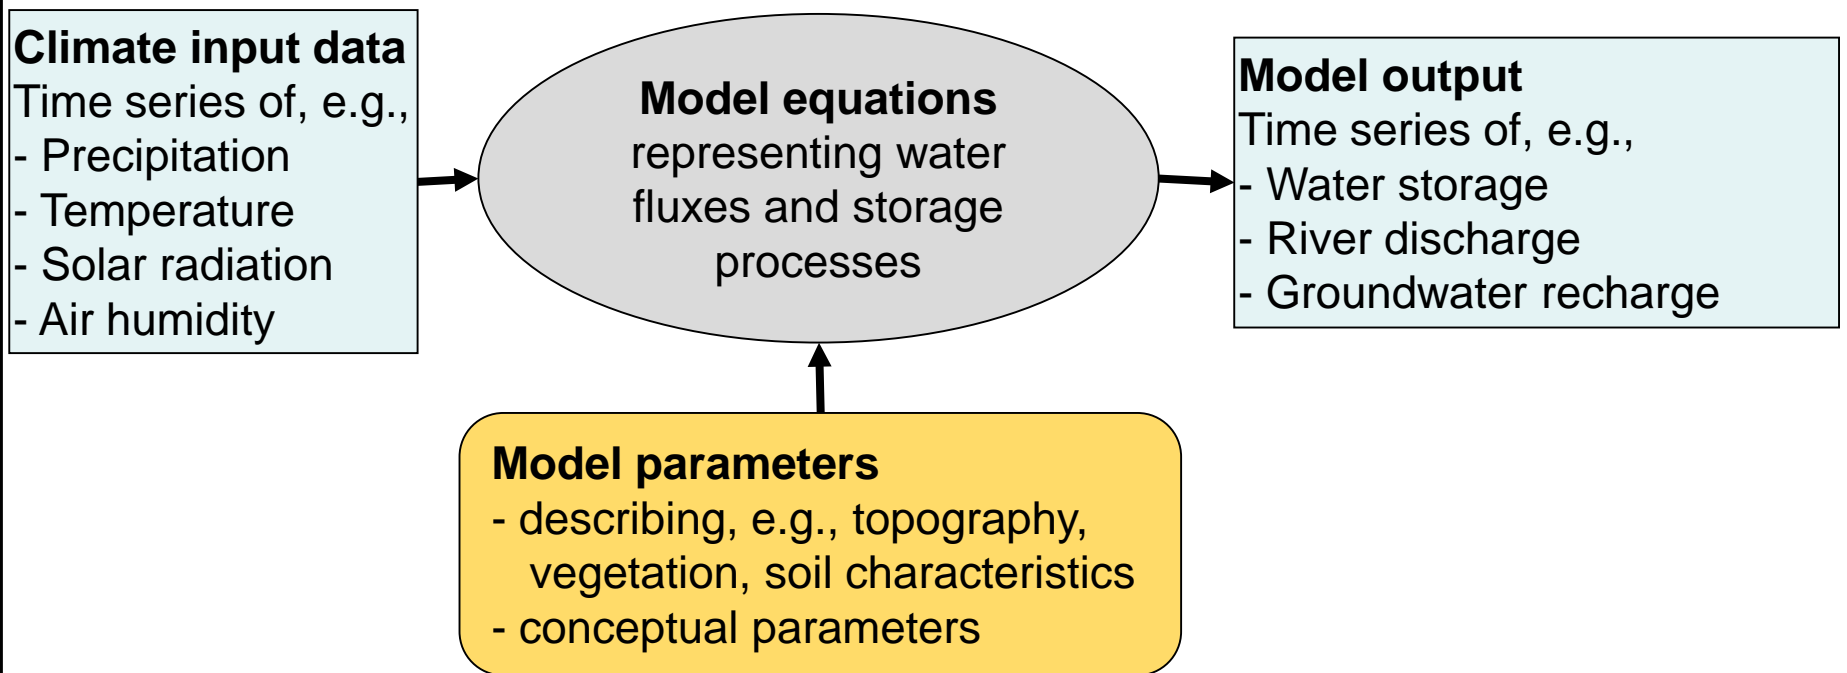 Climate input data
Time series of, e.g.,
- Precipitation
- Temperature
- Solar radiation
- Air humidity
Model equations
representing water
fluxes and storage
processes
Model output
Time series of, e.g.,
- Water storage
- River discharge
- Groundwater recharge
Model parameters
- describing, e.g., topography,
vegetation, soil characteristics
- conceptual parameters